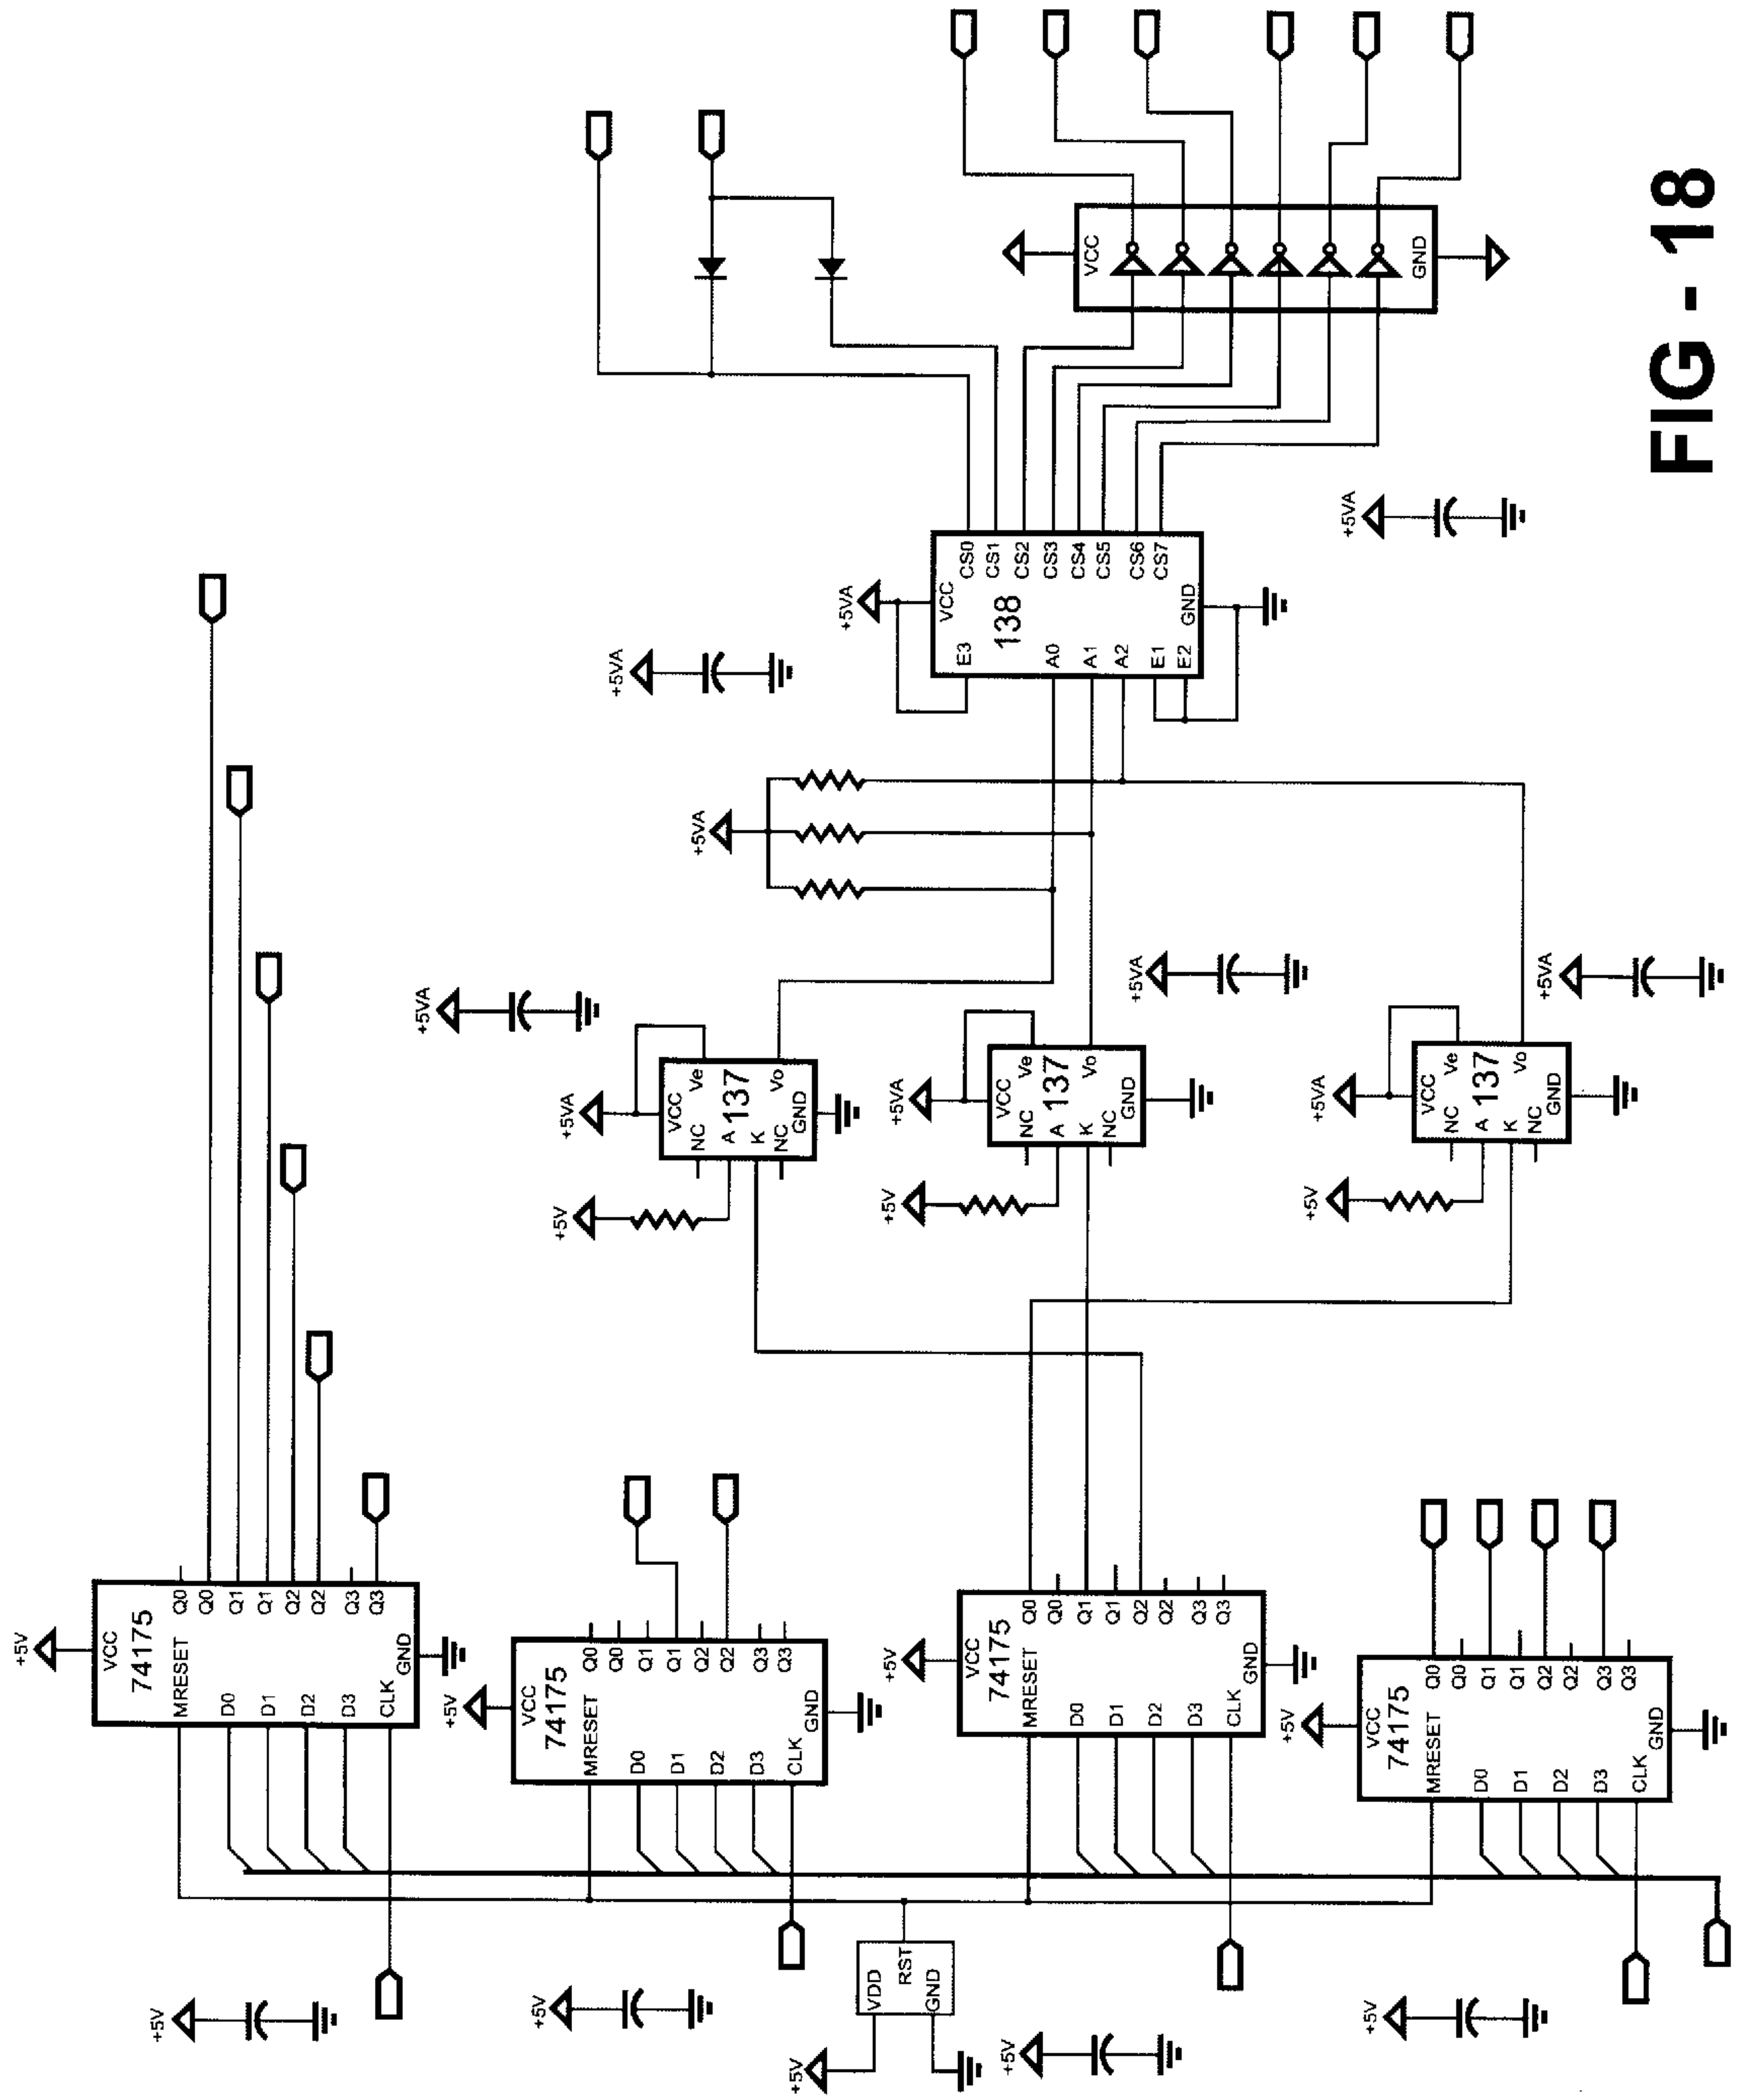 +5V
VCC
74175
MRESET
D0
D1
D2
D3
CLK
GND
Q0
Q0
Q1
Q1
Q2
Q2
Q3
Q3
+5V
VCC
74175
MRESET
D0
D1
D2
D3
CLK
GND
Q0
Q0
Q1
Q1
Q2
Q2
Q3
Q3
+5V
VCC
74175
MRESET
D0
D1
D2
D3
CLK
GND
Q0
Q0
Q1
Q1
Q2
Q2
Q3
Q3
+5V
VCC
74175
MRESET
D0
D1
D2
D3
CLK
GND
Q0
Q0
Q1
Q1
Q2
Q2
Q3
Q3
+5V
+5V
+5V
VDD
RST
GND
+5V
+5V
+5V
+5VA
VCC
NC
A
K
NC
GND
137
Ve
Vo
+5VA
+5V
+5VA
VCC
NC
A
K
NC
GND
137
Ve
Vo
+5VA
+5V
+5VA
VCC
NC
A
K
NC
GND
137
Ve
Vo
+5VA
+5VA
+5VA
+5VA
VCC
E3
138
A0
A1
A2
E1
E2
GND
CS0
CS1
CS2
CS3
CS4
CS5
CS6
CS7
+5VA
VCC
GND
FIG - 18